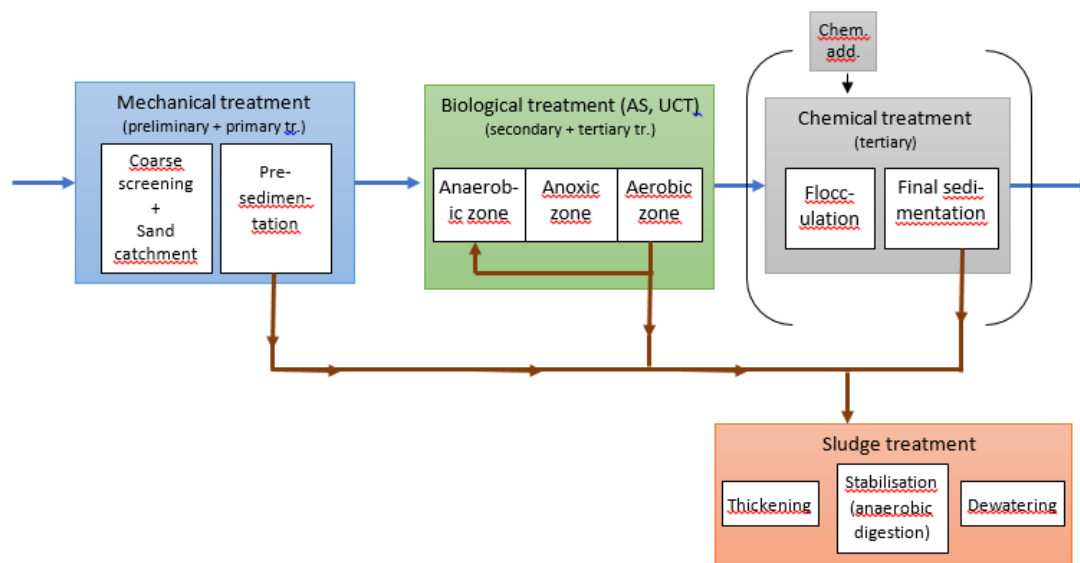 Chem.
add.
Mechanical treatment
(preliminary + primary tr.)
Coarse
screening
+
Sand
catchment
Pre-
sedimen-
tation
Biological treatment (AS, UCT)
(secondary + tertiary tr.)
Anaerob-
ic zone
Anoxic
zone
Aerobic
zone
Chemical treatment
(tertiary)
Flocc-
ulation
Final sedi-
mentation
Sludge treatment
Thickening
Stabilisation
(anaerobic
digestion)
Dewatering